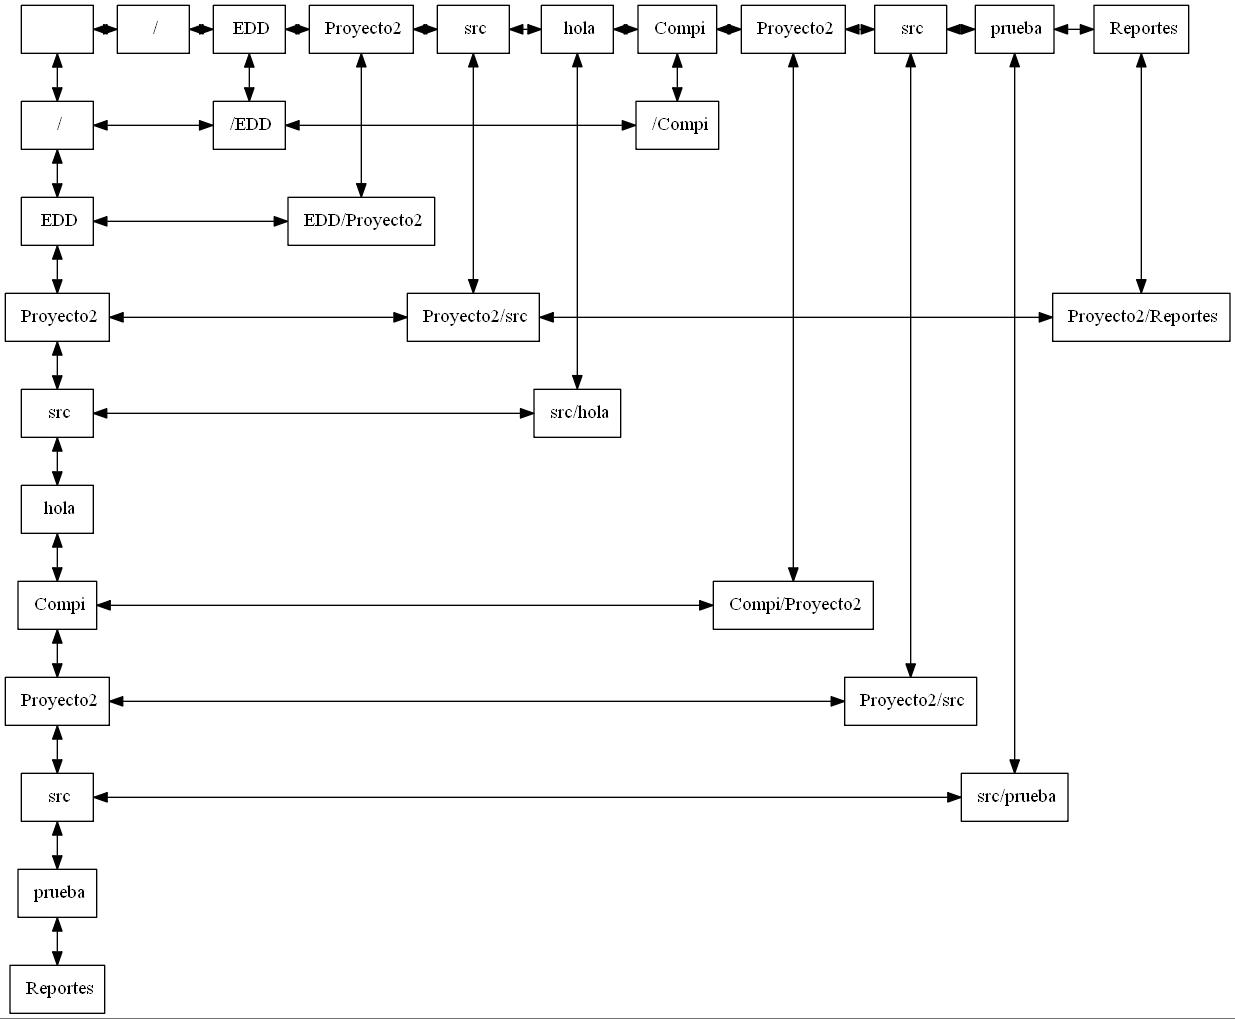 / EDD Proyecto2 src hola Compi Proyecto2 src prueba Reportes
/ /EDD /Compi
EDD EDD/Proyecto2
Proyecto2 Proyecto2/src Proyecto2/Reportes
src src/hola
hola
Compi Compi/Proyecto2
Proyecto2 Proyecto2/src
src src/prueba
prueba
Reportes